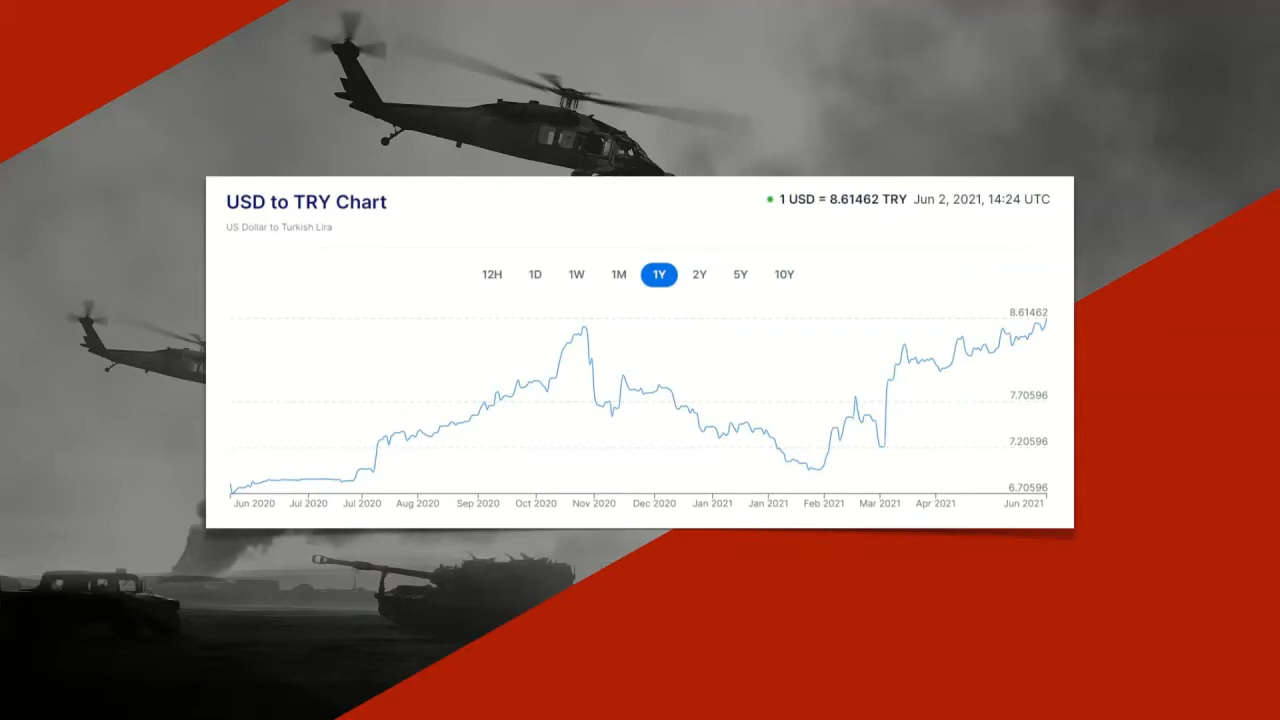 USD to TRY Chart
1 USD = 8.61462 TRY Jun 2, 2021, 14:24 UTC
US Dollar to Turkish Lira
12H 1D 1W 1M 1Y 2Y 5Y 10Y
8.61462
7.70596
7.20596
6.70596
Jun 2020 Jul 2020 Jul 2020 Aug 2020 Sep 2020 Oct 2020 Nov 2020 Dec 2020 Jan 2021 Jan 2021 Feb 2021 Mar 2021 Apr 2021 Jun 2021